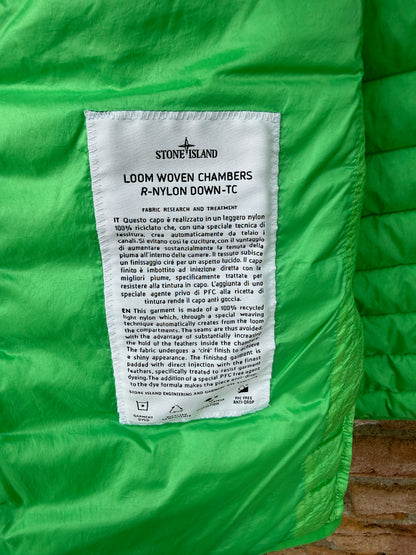 STONE ISLAND
LOOM WOVEN CHAMBERS
R-NYLON DOWN-TC
FABRIC RESEARCH AND TREATMENT
IT Questo capo è realizzato in un leggero nylon
100% riciclato che, con una speciale tecnica di
tessitura, crea automaticamente da telaio i
canali. Si evitano così le cuciture, con il vantaggio
di aumentare sostanzialmente la tenuta della
piuma all'interno delle camere. Il tessuto subisce
un finissaggio ciré per un aspetto lucido. Il capo
finito è imbottito ad iniezione diretta con le
migliori piume, specificamente trattate per
resistere alla tintura in capo. L'aggiunta di uno
speciale agente privo di PFC alla ricetta di
tintura rende il capo anti goccia.
EN This garment is made of a 100% recycled
light nylon which, through a special weaving
technique automatically creates from the loom
the compartments. The seams are thus avoided,
with the advantage of substantially increasing
the hold of the feathers inside the chambers.
The fabric undergoes a 'ciré' finish to achieve
a shiny appearance. The finished garment is
padded with direct injection with the finest
feathers, specifically treated to resist garment
dyeing. The addition of a special PFC free agent
to the dye formula makes the piece anti-drop.
STONE ISLAND ENGINEERING AND GARMENT
GARMENT
DYED
PFC FREE
ANTI-DROP